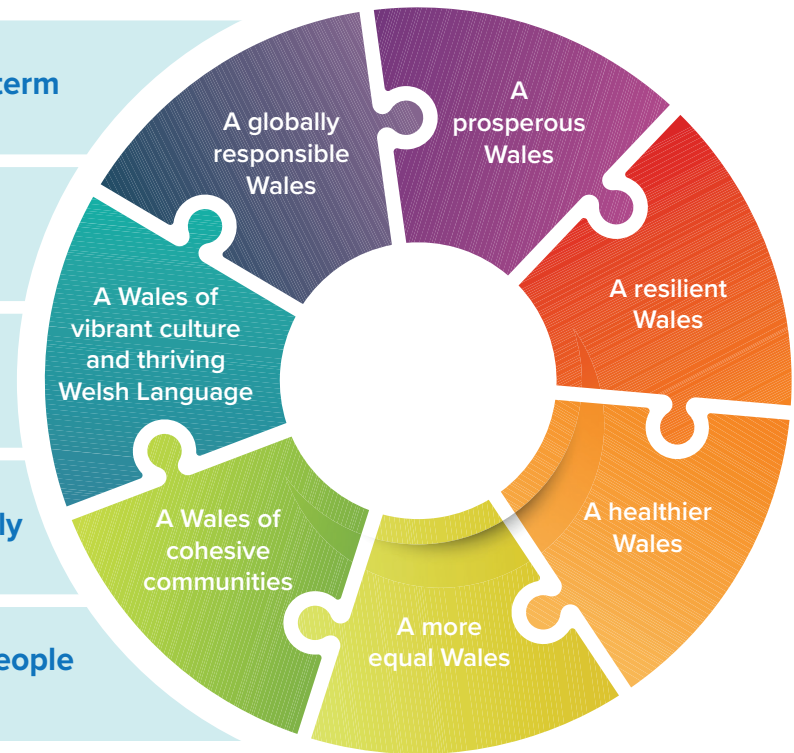 term
ly
eople
A
prosperous
Wales
A resilient
Wales
A healthier
Wales
A more
equal Wales
A Wales of
cohesive
communities
A Wales of
vibrant culture
and thriving
Welsh Language
A globally
responsible
Wales